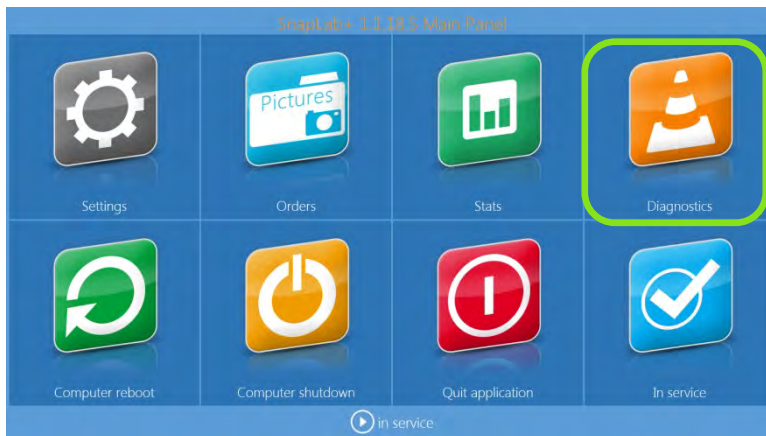 SnapLab+ 1.1.18.5 Main Panel
Pictures
Settings
Orders
Stats
Diagnostics
Computer reboot
Computer shutdown
Quit application
In service
in service